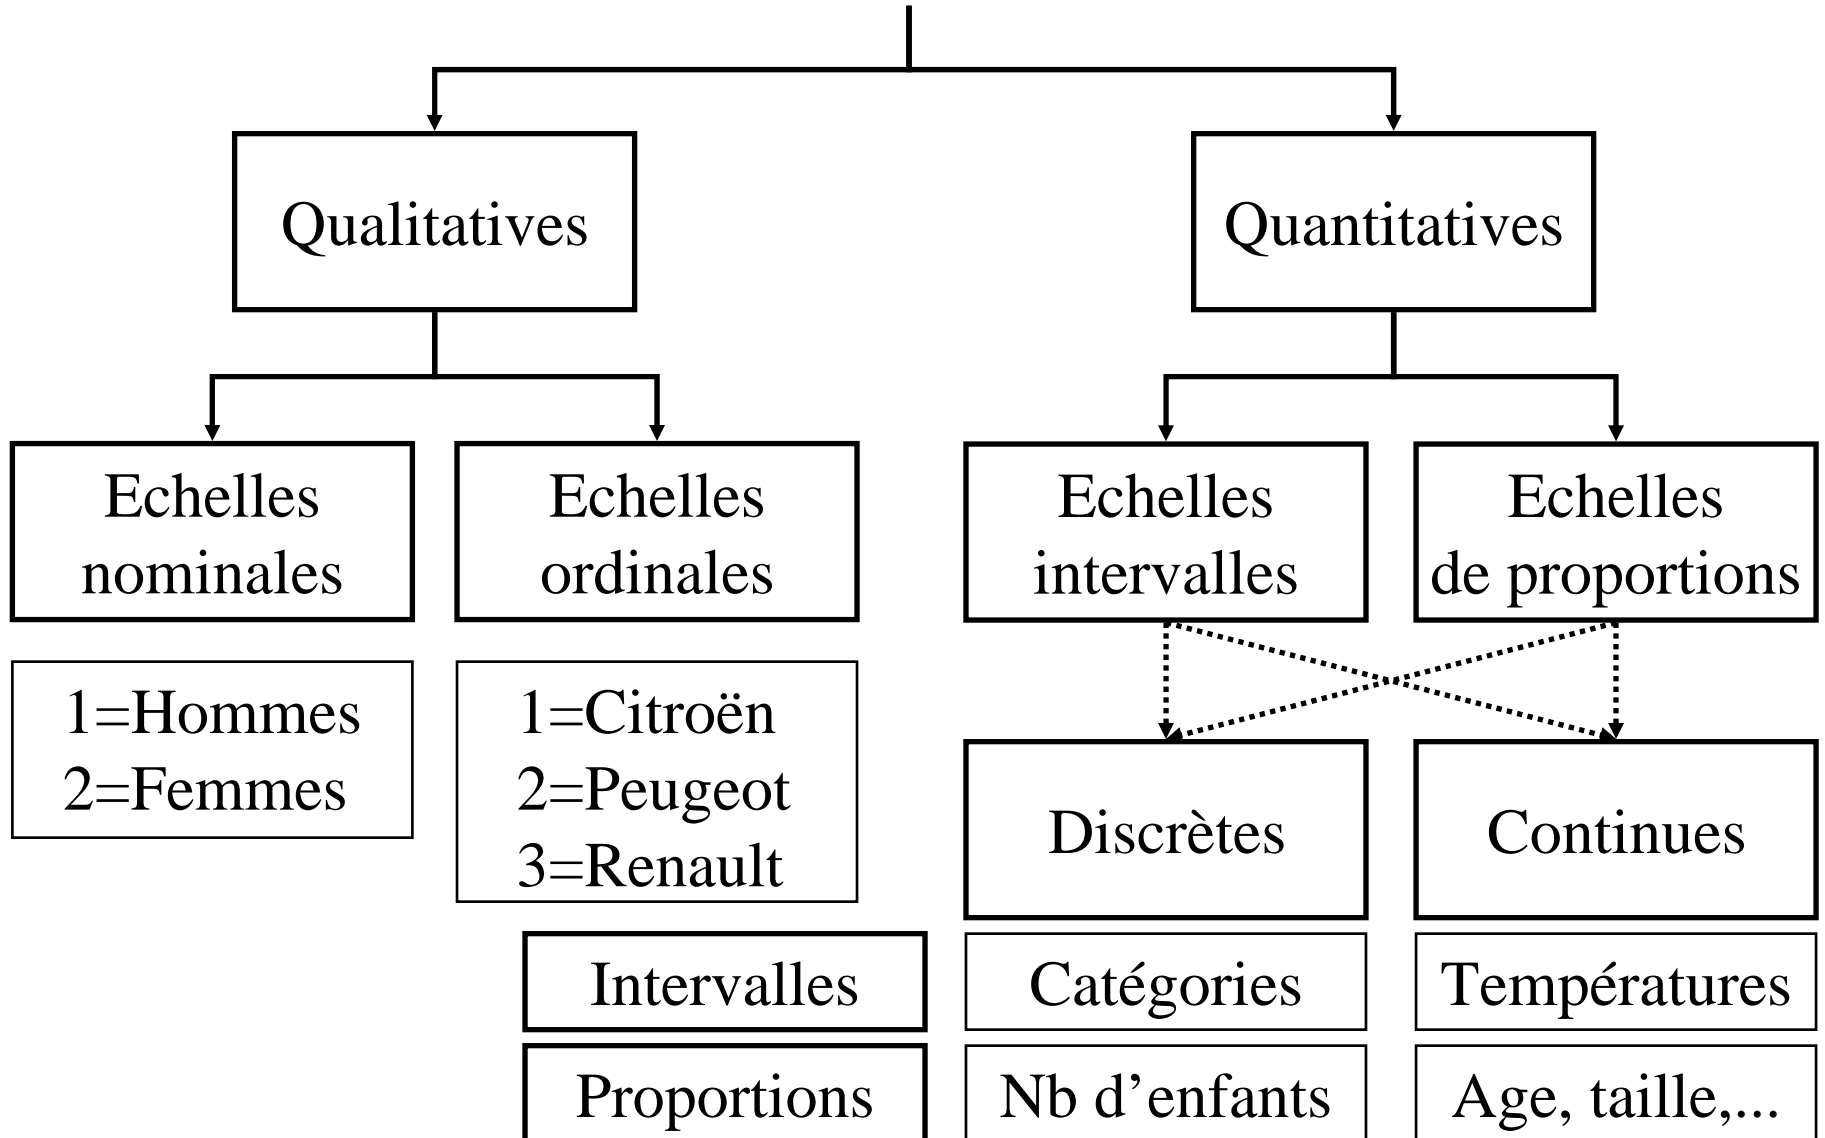 Qualitatives
Quantitatives
Echelles
nominales
Echelles
ordinales
Echelles
intervalles
Echelles
de proportions
1=Hommes
2=Femmes
1=Citroën
2=Peugeot
3=Renault
Discrètes
Continues
Intervalles
Catégories
Températures
Proportions
Nb d’enfants
Age, taille,...